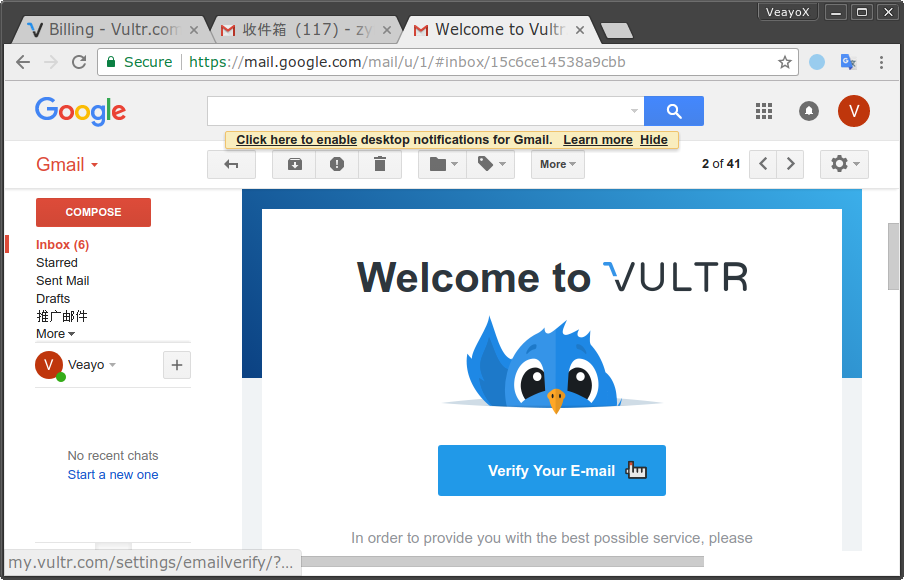 VeayoX
Billing - Vultr.com
收件箱 (117) - zy
Welcome to Vultr
Secure https://mail.google.com/mail/u/1/#inbox/15c6ce14538a9cbb
Google
V
Click here to enable desktop notifications for Gmail. Learn more Hide
Gmail
More
2 of 41
COMPOSE
Inbox (6)
Starred
Sent Mail
Drafts
推广邮件
More
V Veayo
No recent chats
Start a new one
Welcome to VULTR
Verify Your E-mail
In order to provide you with the best possible service, please
my.vultr.com/settings/emailverify/?...